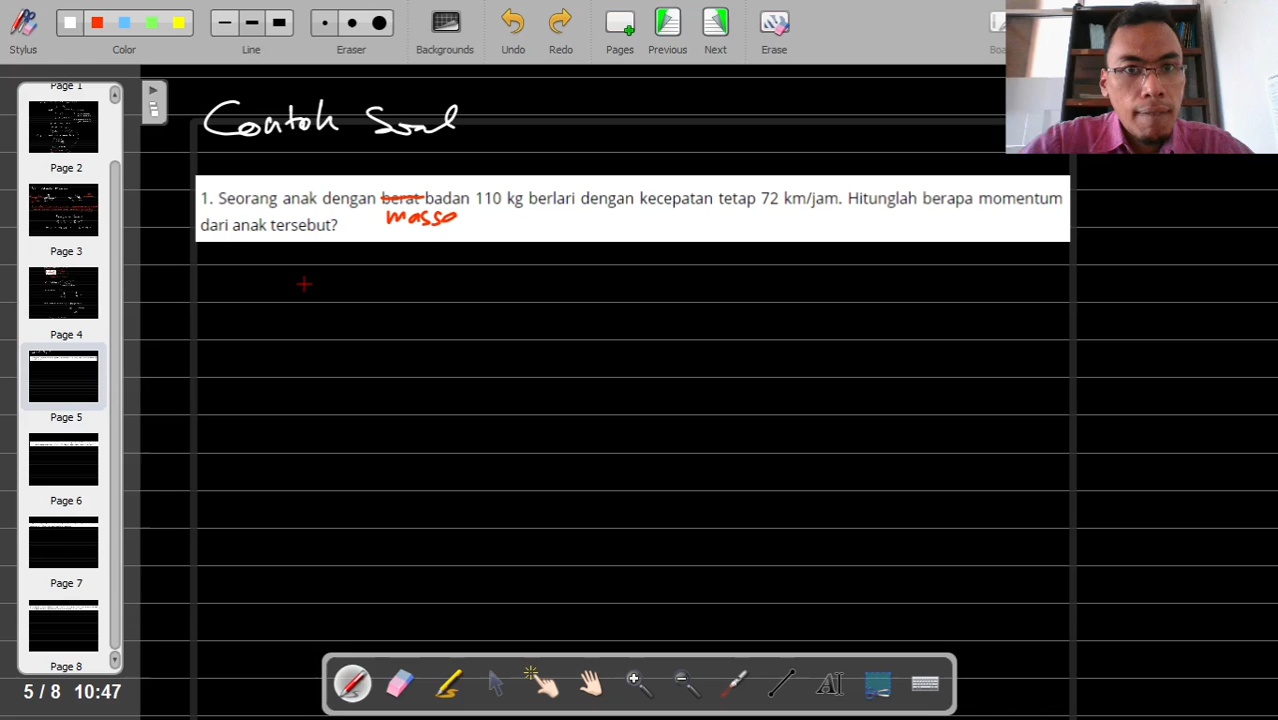 Stylus
Color
Line
Eraser
Backgrounds
Undo
Redo
Pages
Previous
Next
Erase
Page 1
Page 2
Page 3
Page 4
Page 5
Page 6
Page 7
Page 8
5 / 8 10:47
Contoh Soal
1. Seorang anak dengan berat badan 110 kg berlari dengan kecepatan tetap 72 km/jam. Hitunglah berapa momentum
massa
dari anak tersebut?